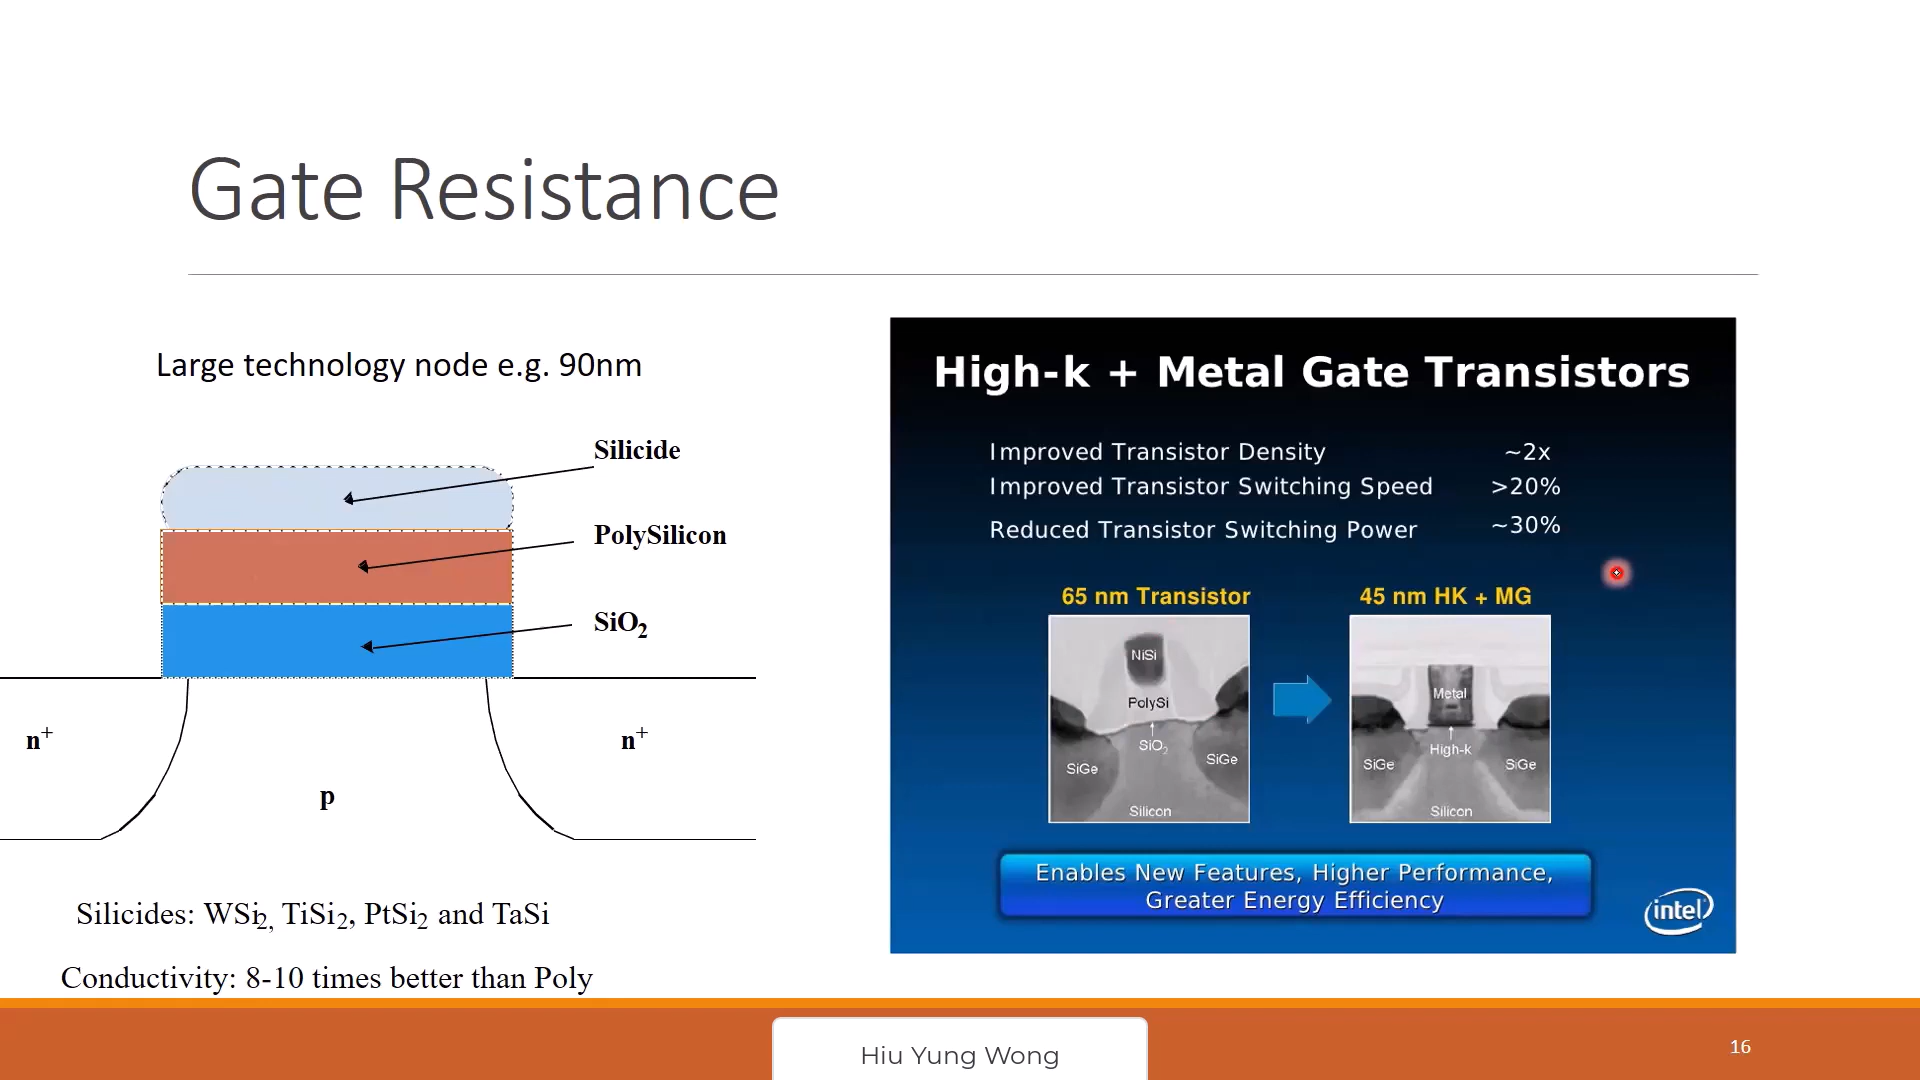 Gate Resistance
Large technology node e.g. 90nm
Silicide
PolySilicon
SiO2
n+
n+
p
Silicides: WSi2, TiSi2, PtSi2 and TaSi
Conductivity: 8-10 times better than Poly
High-k + Metal Gate Transistors
Improved Transistor Density ~2x
Improved Transistor Switching Speed >20%
Reduced Transistor Switching Power ~30%
65 nm Transistor
NiSi
PolySi
SiO2
SiGe
SiGe
Silicon
45 nm HK + MG
Metal
High-k
SiGe
SiGe
Silicon
Enables New Features, Higher Performance,
Greater Energy Efficiency
intel
Hiu Yung Wong
16